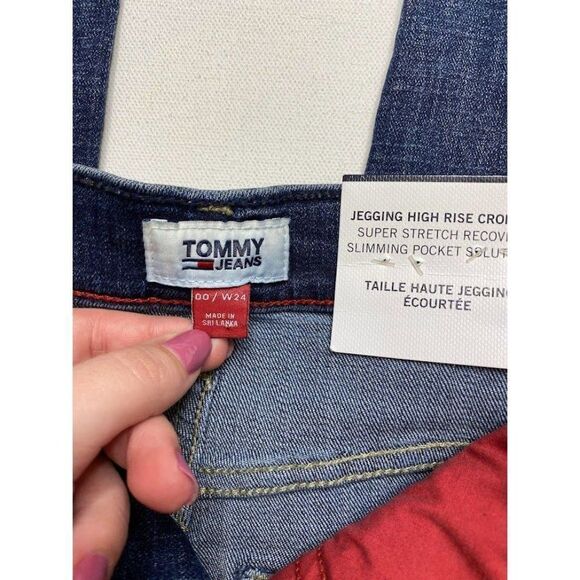 TOMMY
JEANS
00 / W24
MADE IN
SRI LANKA
JEGGING HIGH RISE CRO
SUPER STRETCH RECOV
SLIMMING POCKET SOLUT
TAILLE HAUTE JEGGING
ÉCOURTÉE